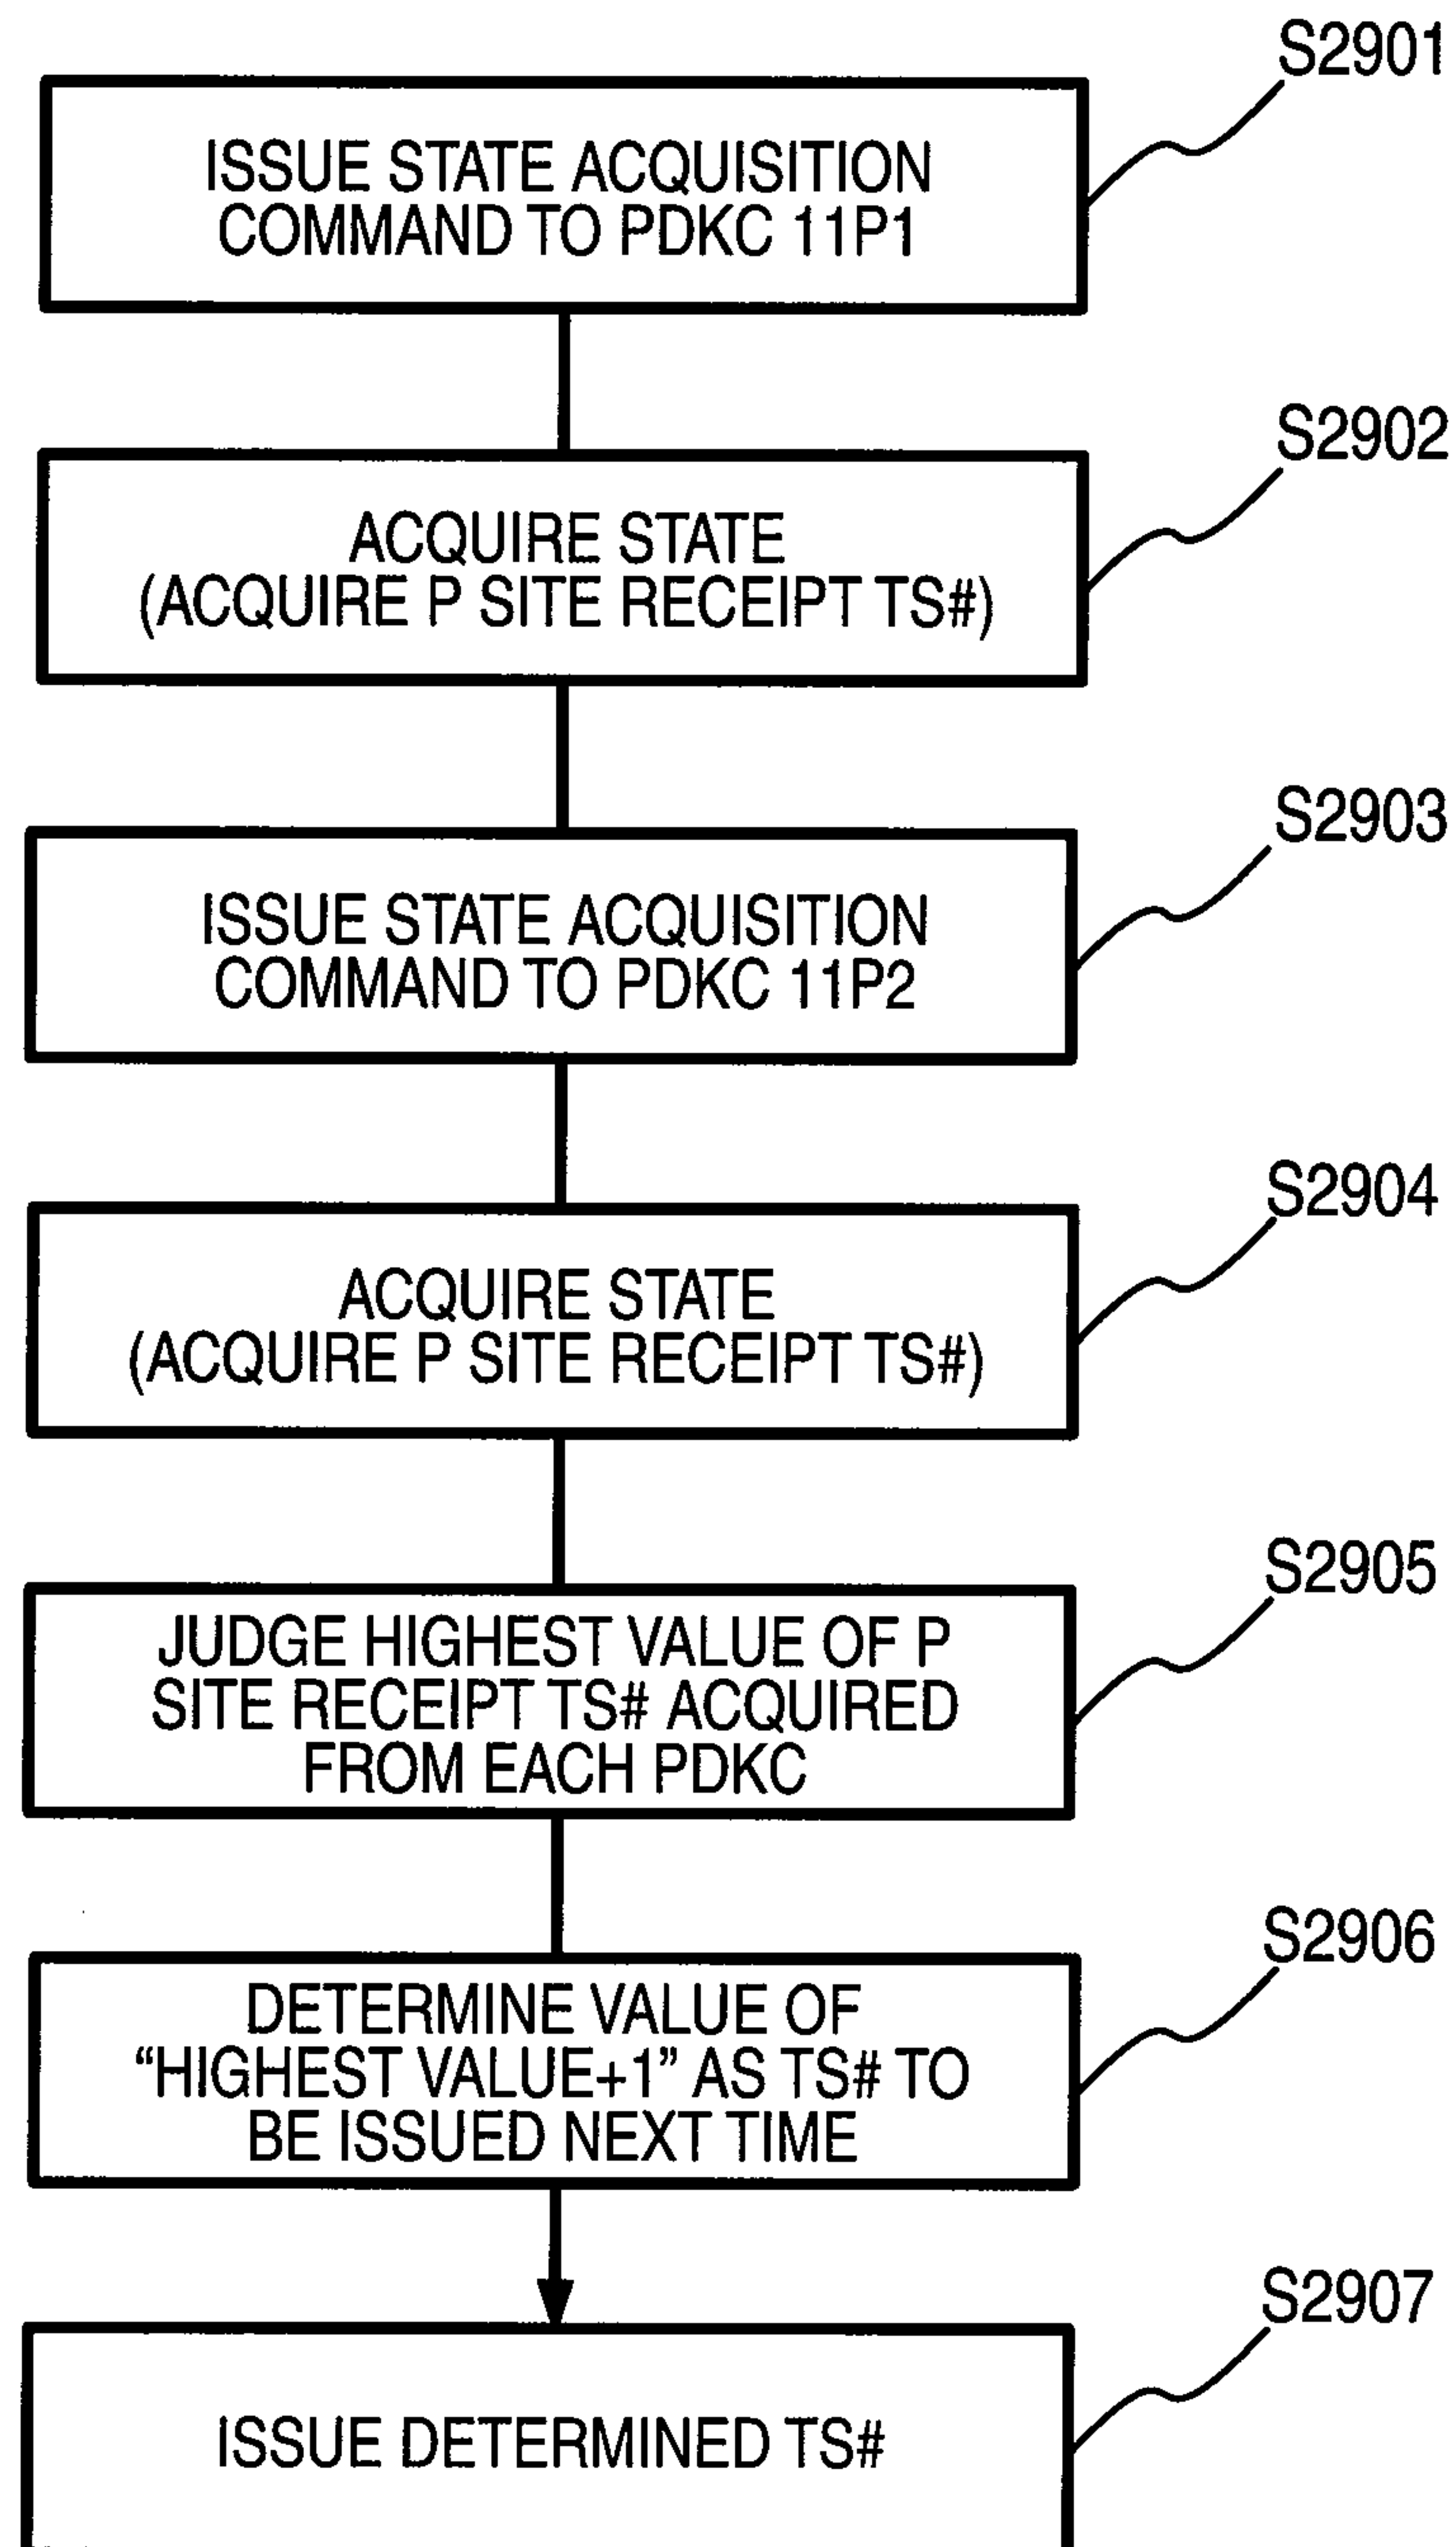 S2901
ISSUE STATE ACQUISITION
COMMAND TO PDKC 11P1
S2902
ACQUIRE STATE
(ACQUIRE P SITE RECEIPT TS#)
S2903
ISSUE STATE ACQUISITION
COMMAND TO PDKC 11P2
S2904
ACQUIRE STATE
(ACQUIRE P SITE RECEIPT TS#)
S2905
JUDGE HIGHEST VALUE OF P
SITE RECEIPT TS# ACQUIRED
FROM EACH PDKC
S2906
DETERMINE VALUE OF
“HIGHEST VALUE+1” AS TS# TO
BE ISSUED NEXT TIME
S2907
ISSUE DETERMINED TS#